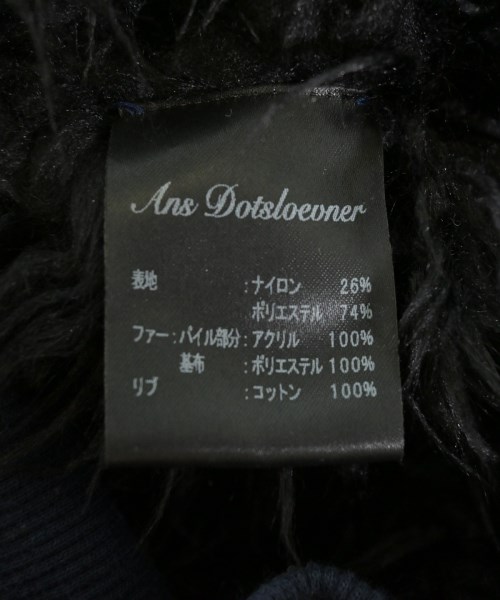 Ans Dotsloevner
表地 :ナイロン 26%
ポリエステル 74%
ファー:パイル部分:アクリル 100%
基布 :ポリエステル 100%
リブ :コットン 100%